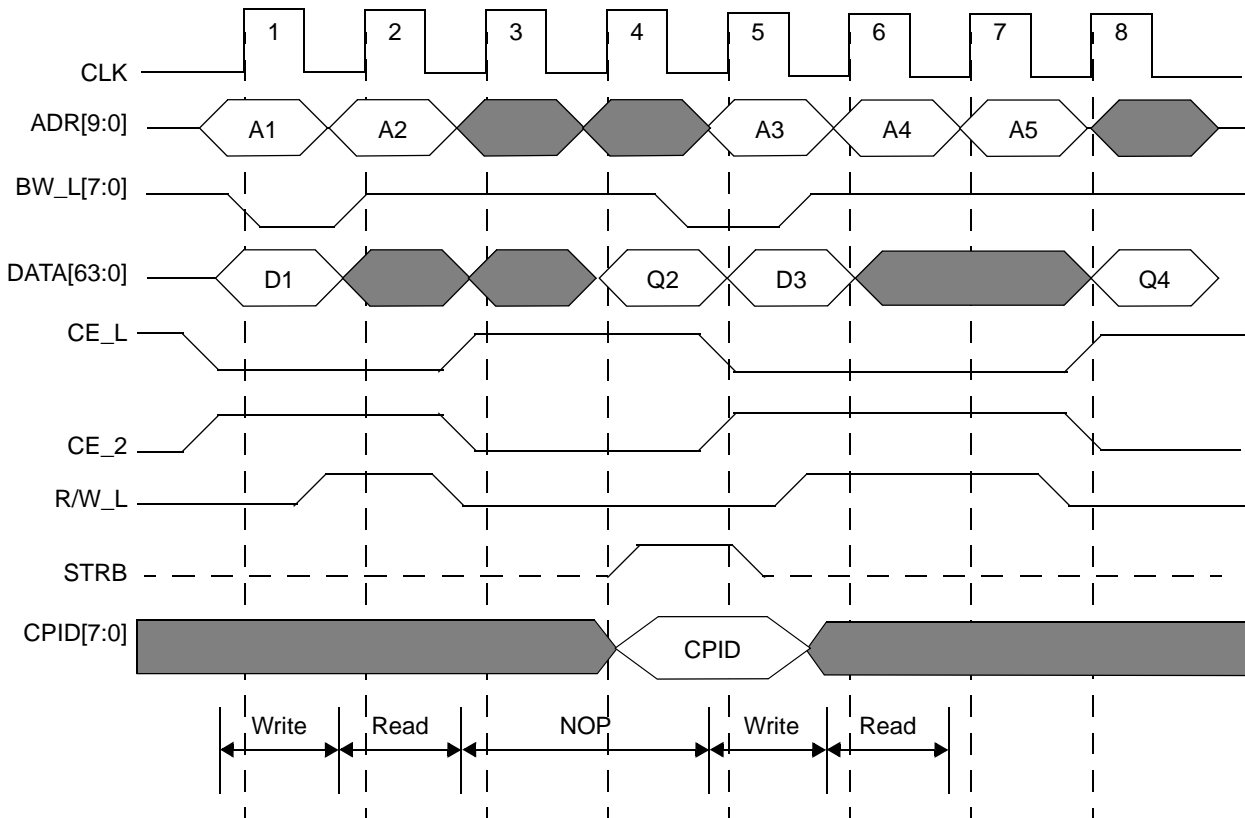 1 2 3 4 5 6 7 8
CLK
ADR[9:0] A1 A2 A3 A4 A5
BW_L[7:0]
DATA[63:0] D1 Q2 D3 Q4
CE_L
CE_2
R/W_L
STRB
CPID[7:0] CPID
Write Read NOP Write Read